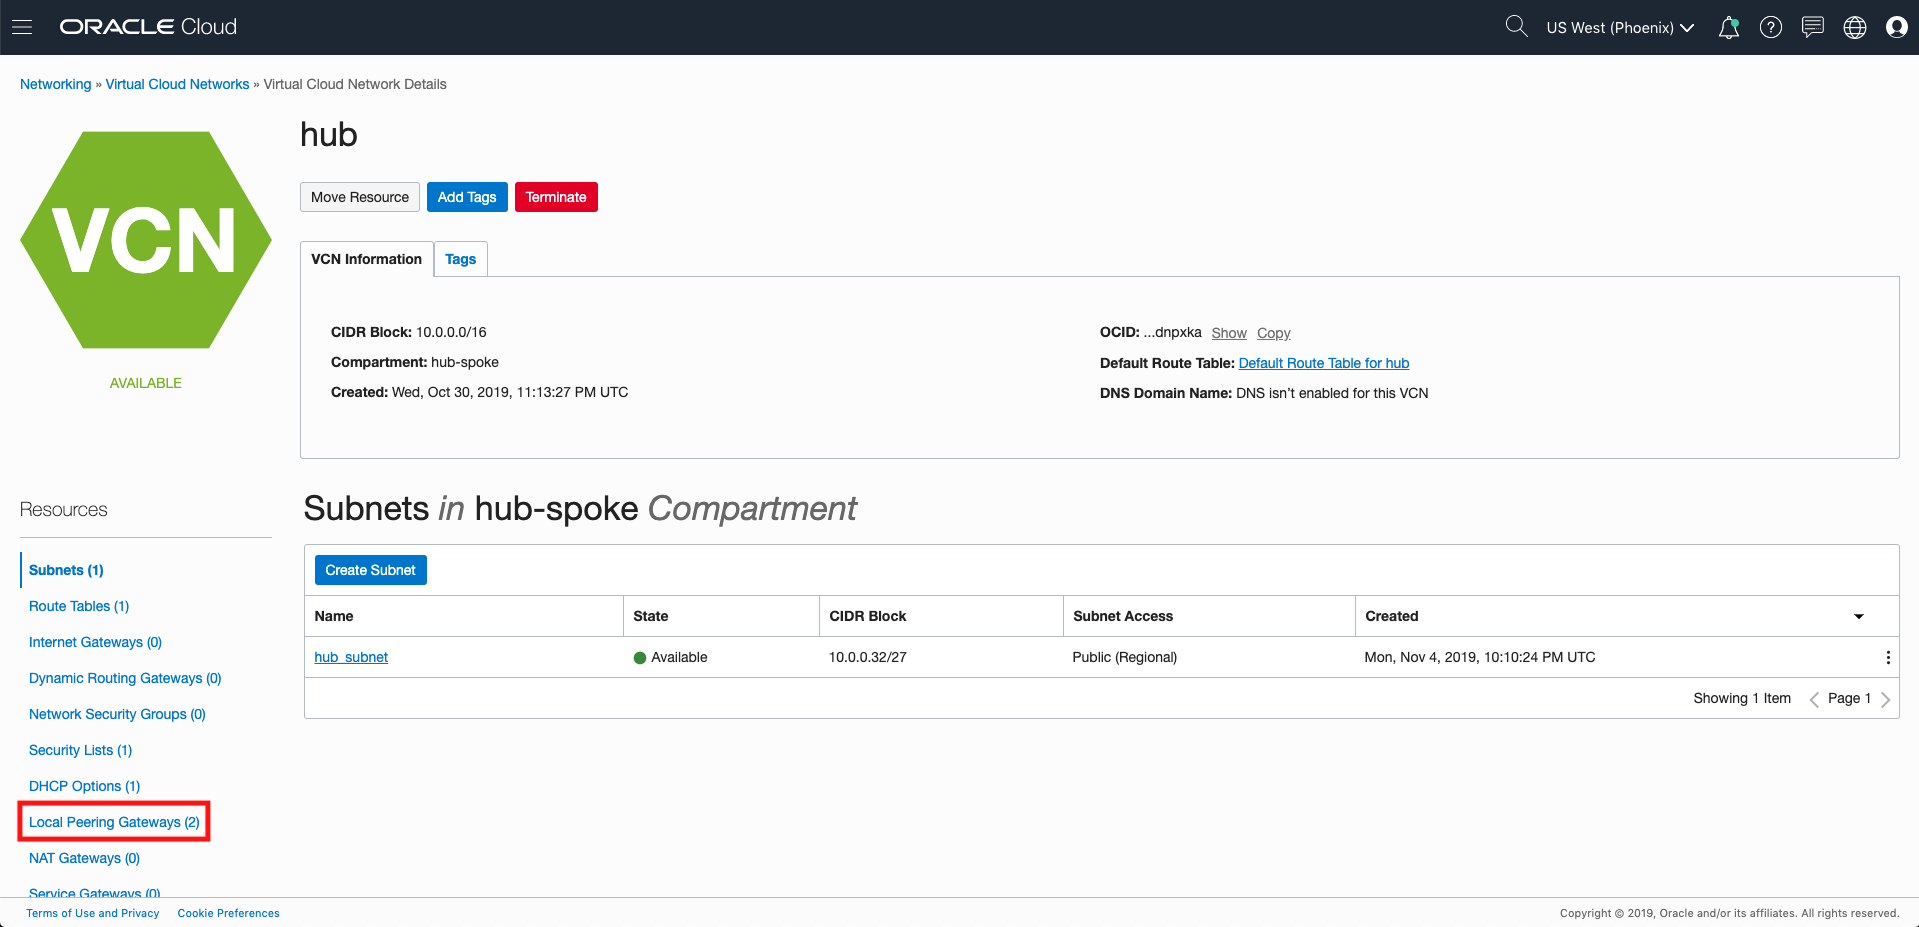 ORACLE Cloud
US West (Phoenix)
Networking » Virtual Cloud Networks » Virtual Cloud Network Details
VCN
AVAILABLE
hub
Move Resource Add Tags Terminate
VCN Information Tags
CIDR Block: 10.0.0.0/16
Compartment: hub-spoke
Created: Wed, Oct 30, 2019, 11:13:27 PM UTC
OCID: ...dnpxka Show Copy
Default Route Table: Default Route Table for hub
DNS Domain Name: DNS isn't enabled for this VCN
Resources
Subnets (1)
Route Tables (1)
Internet Gateways (0)
Dynamic Routing Gateways (0)
Network Security Groups (0)
Security Lists (1)
DHCP Options (1)
Local Peering Gateways (2)
NAT Gateways (0)
Service Gateways (0)
Subnets in hub-spoke Compartment
Create Subnet
Name State CIDR Block Subnet Access Created
hub_subnet Available 10.0.0.32/27 Public (Regional) Mon, Nov 4, 2019, 10:10:24 PM UTC
Showing 1 Item Page 1
Terms of Use and Privacy Cookie Preferences
Copyright © 2019, Oracle and/or its affiliates. All rights reserved.